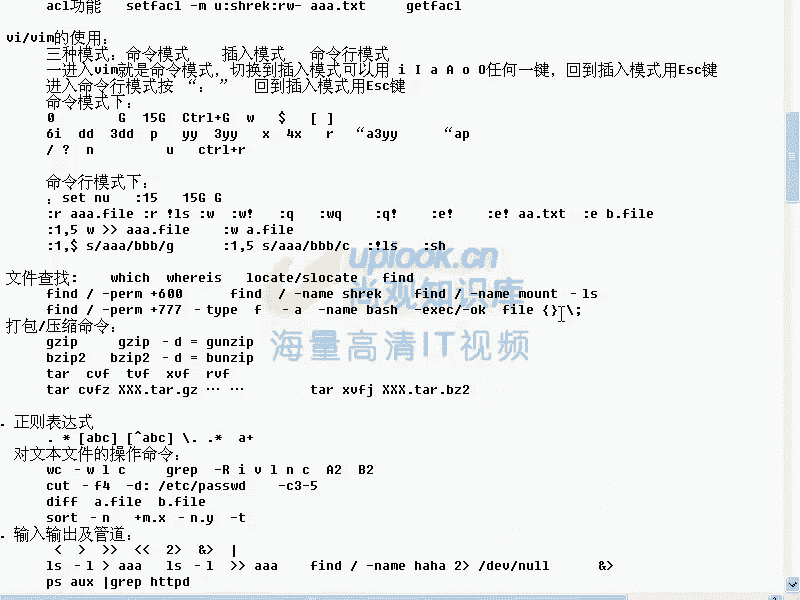 acl功能 setfacl -m u:shrek:rw- aaa.txt getfacl
vi/vim的使用:
三种模式: 命令模式 插入模式 命令行模式
一进入vim就是命令模式，切换到插入模式可以用 i I a A o O任何一键，回到插入模式用Esc键
进入命令行模式按 “: ” 回到插入模式用Esc键
命令模式下:
0 G 15G Ctrl+G w $ [ ]
6i dd 3dd p yy 3yy x 4x r “a3yy “ap
/ ? n u ctrl+r
命令行模式下:
: set nu :15 15G G
:r aaa.file :r !ls :w :w! :q :wq :q! :e! :e! aa.txt :e b.file
:1,5 w >> aaa.file :w a.file
:1,$ s/aaa/bbb/g :1,5 s/aaa/bbb/c :!ls :sh
uplook.cn
文件查找: which whereis locate/slocate find
尚观知识库
find / -perm +600 find / -name shrek find / -name mount -ls
find / -perm +777 -type f -a -name bash -exec/-ok file {} \;
打包/压缩命令:
海量高清IT视频
gzip gzip -d = gunzip
bzip2 bzip2 -d = bunzip
tar cvf tvf xvf rvf
tar cvfz XXX.tar.gz … … tar xvfj XXX.tar.bz2
. 正则表达式
. * [abc] [^abc] \. .* a+
对文本文件的操作命令:
wc -w l c grep -R i v l n c A2 B2
cut -f4 -d: /etc/passwd -c3-5
diff a.file b.file
sort -n +m.x -n.y -t
. 输入输出及管道:
< > >> << 2> &> |
ls -l > aaa ls -l >> aaa find / -name haha 2> /dev/null &>
ps aux |grep httpd